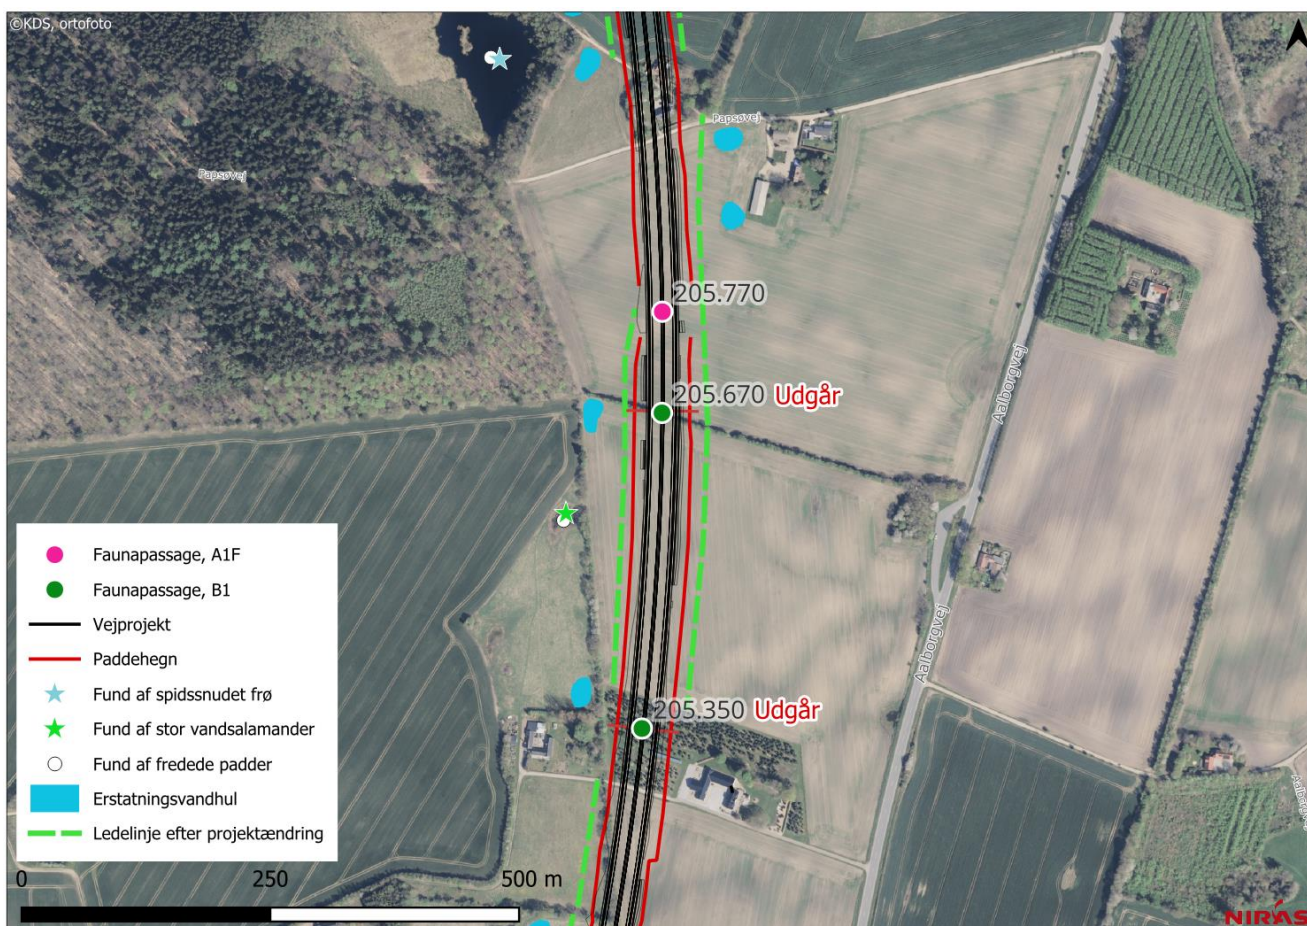 ©KDS, ortofoto
Papsøvej
Papsøvej
205.770
205.670 Udgår
Aalborgvej
Aalborgvej
205.350 Udgår
Faunapassage, A1F
Faunapassage, B1
Vejprojekt
Paddehegn
Fund af spidssnudet frø
Fund af stor vandsalamander
Fund af fredede padder
Erstatningsvandhul
Ledelinje efter projektændring
0 250 500 m
NIRAS